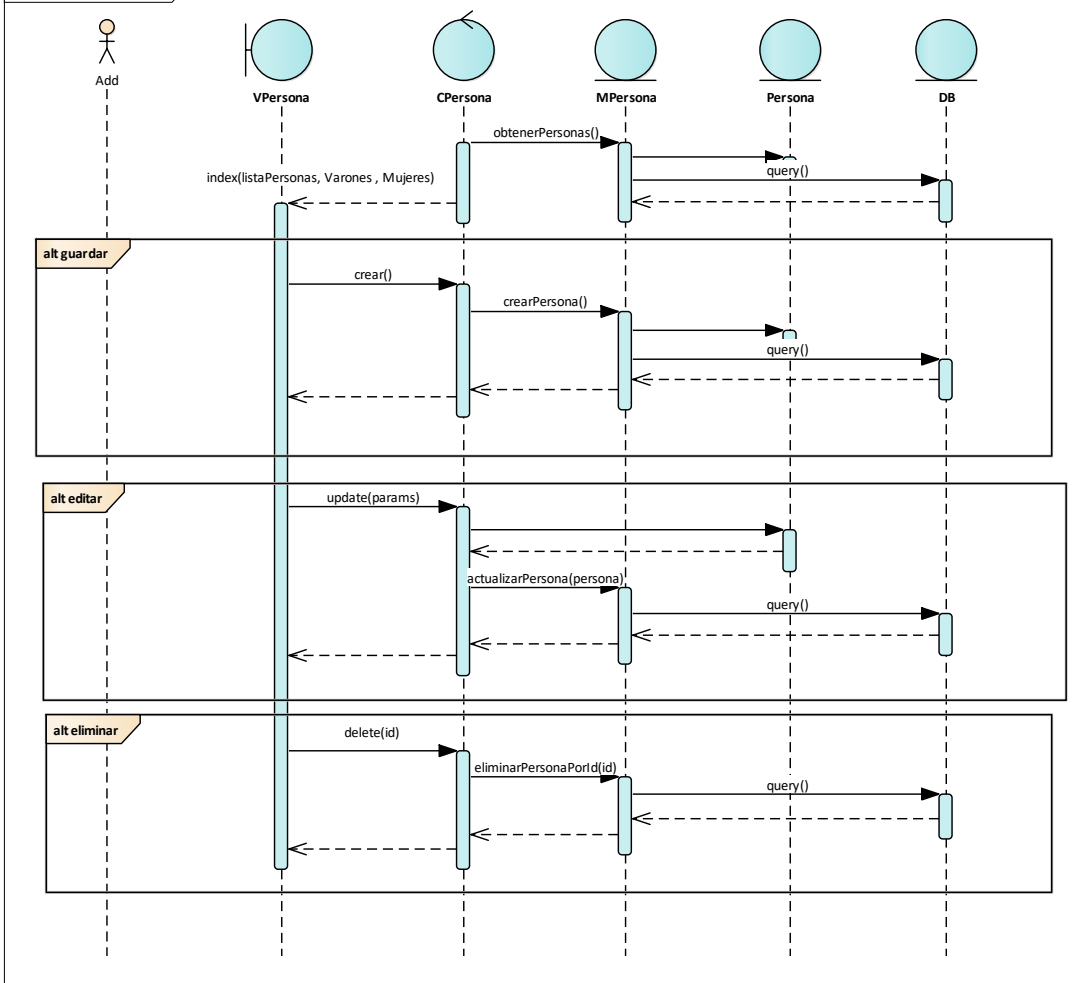 Add
VPersona
CPersona
MPersona
Persona
DB
obtenerPersonas()
query()
index(listaPersonas, Varones , Mujeres)
alt guardar
crear()
crearPersona()
query()
alt editar
update(params)
actualizarPersona(persona)
query()
alt eliminar
delete(id)
eliminarPersonaPorId(id)
query()